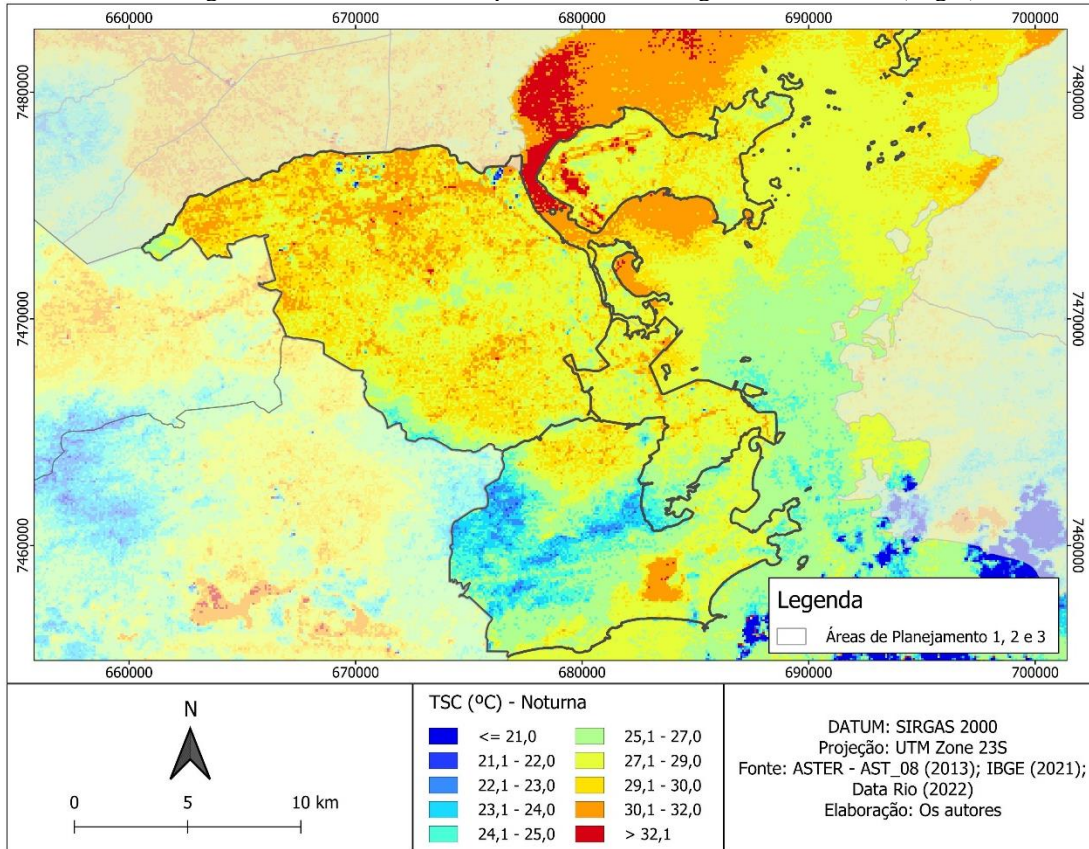 660000 670000 680000 690000 700000
7480000 7480000
7470000 7470000
7460000 7460000
Legenda
Áreas de Planejamento 1, 2 e 3
660000 670000 680000 690000 700000
N
0 5 10 km
TSC (ºC) - Noturna
<= 21,0
21,1 - 22,0
22,1 - 23,0
23,1 - 24,0
24,1 - 25,0
25,1 - 27,0
27,1 - 29,0
29,1 - 30,0
30,1 - 32,0
> 32,1
DATUM: SIRGAS 2000
Projeção: UTM Zone 23S
Fonte: ASTER - AST_08 (2013); IBGE (2021);
Data Rio (2022)
Elaboração: Os autores